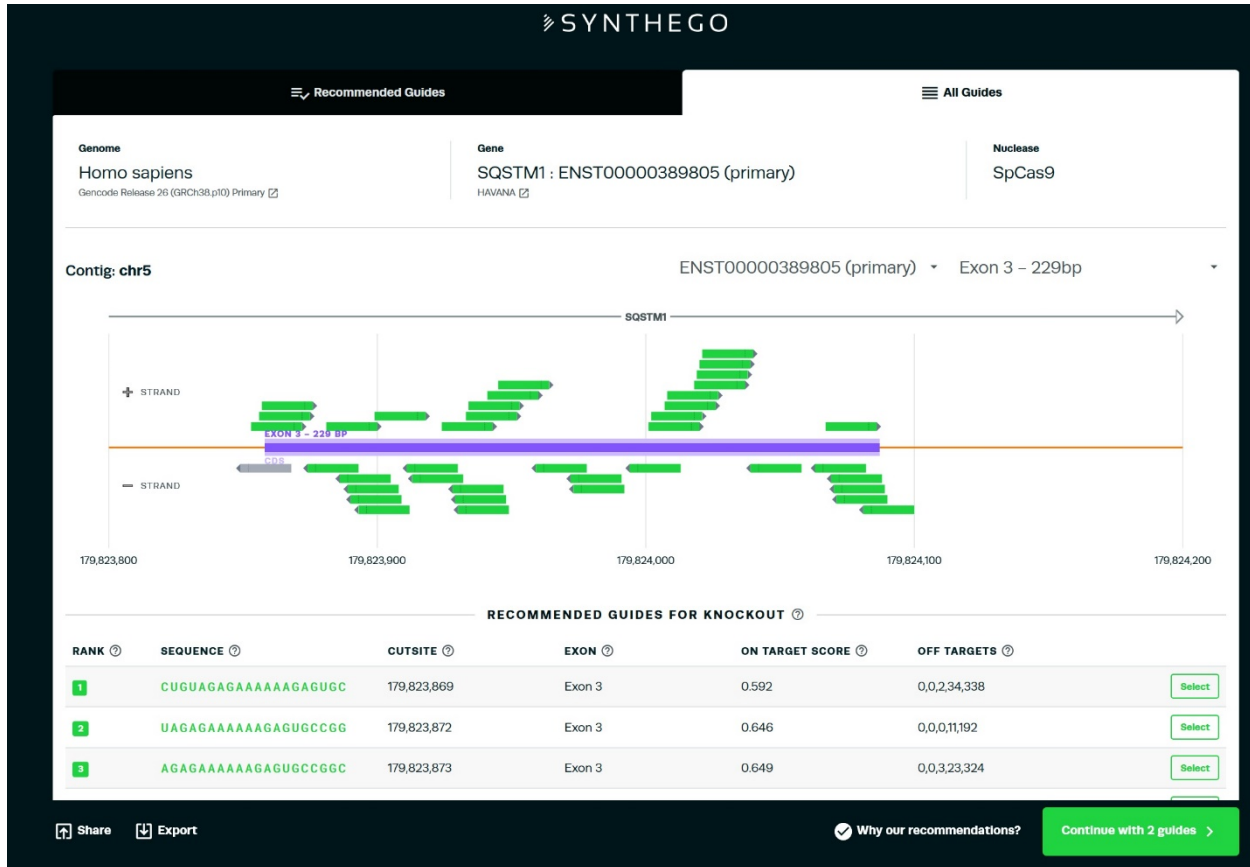 SYNTHEGO
Recommended Guides
All Guides
Genome
Homo sapiens
Gencode Release 26 (GRCh38.p10) Primary
Gene
SQSTM1 : ENST00000389805 (primary)
HAVANA
Nuclease
SpCas9
Contig: chr5
ENST00000389805 (primary)
Exon 3 – 229bp
SQSTM1
+ STRAND
EXON 3 – 229 BP
CDS
– STRAND
179,823,800 179,823,900 179,824,000 179,824,100 179,824,200
RECOMMENDED GUIDES FOR KNOCKOUT ?
RANK ? SEQUENCE ? CUTSITE ? EXON ? ON TARGET SCORE ? OFF TARGETS ?
1 CUGUAGAGAAAAAAGAGUGC 179,823,869 Exon 3 0.592 0,0,2,34,338 Select
2 UAGAGAAAAAAGAGUGCCGG 179,823,872 Exon 3 0.646 0,0,0,11,192 Select
3 AGAGAAAAAAGAGUGCCGGC 179,823,873 Exon 3 0.649 0,0,3,23,324 Select
Share
Export
Why our recommendations?
Continue with 2 guides >